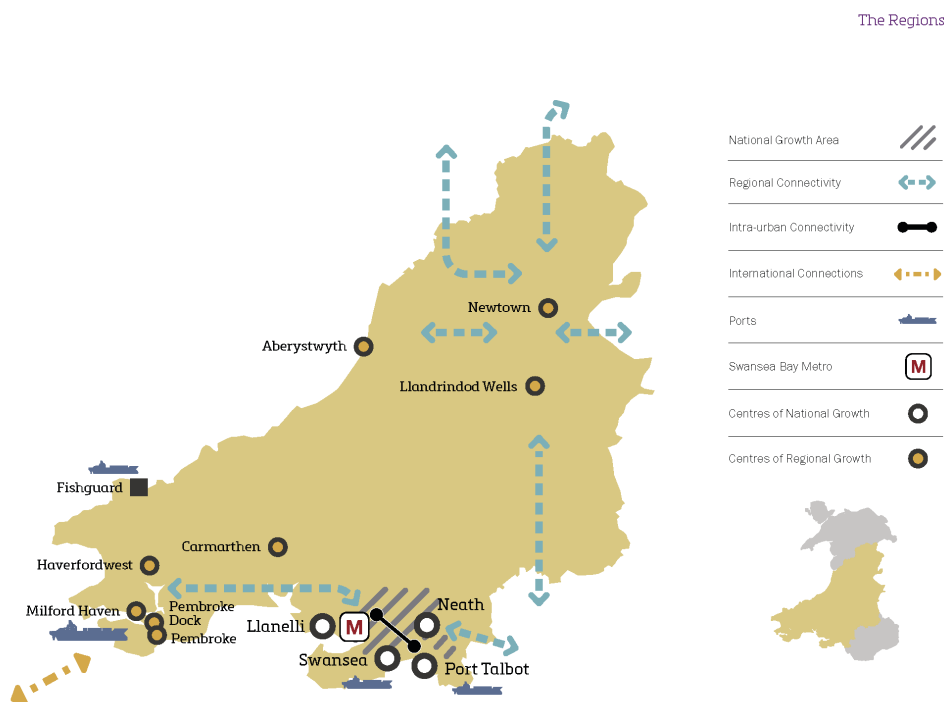 The Regions
National Growth Area
Regional Connectivity
Intra-urban Connectivity
International Connections
Ports
Swansea Bay Metro
M
Centres of National Growth
Centres of Regional Growth
Newtown
Aberystwyth
Llandrindod Wells
Fishguard
Carmarthen
Haverfordwest
Milford Haven
Pembroke
Dock
Pembroke
Neath
Llanelli
M
Swansea
Port Talbot